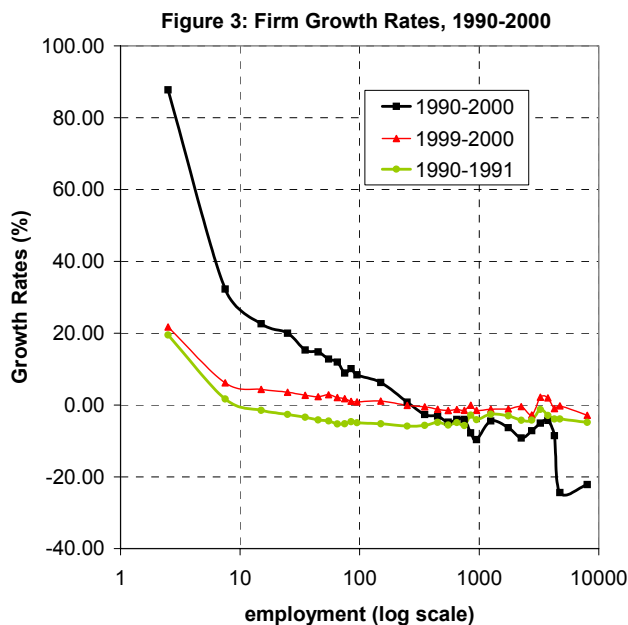 Figure 3: Firm Growth Rates, 1990-2000
100.00
80.00
60.00
40.00
20.00
0.00
-20.00
-40.00
Growth Rates (%)
1990-2000
1999-2000
1990-1991
1 10 100 1000 10000
employment (log scale)